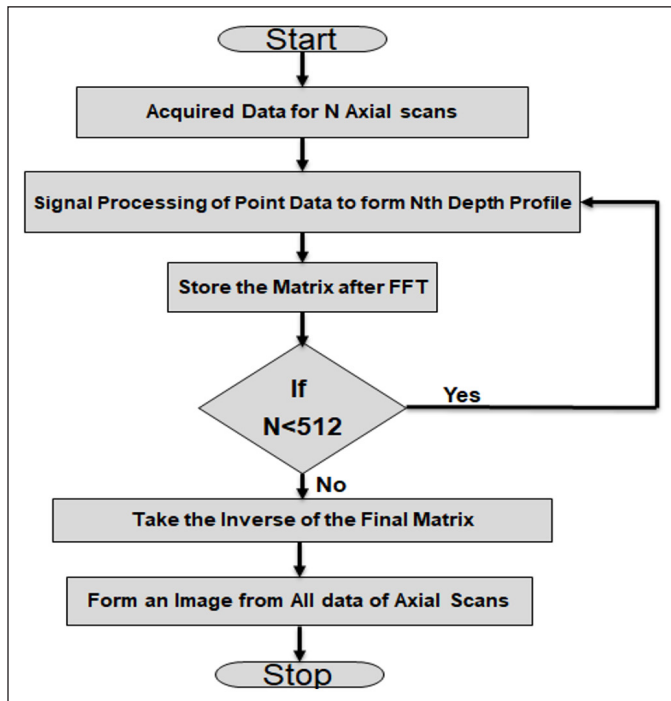 Start
Acquired Data for N Axial scans
Signal Processing of Point Data to form Nth Depth Profile
Store the Matrix after FFT
If
N<512
Yes
No
Take the Inverse of the Final Matrix
Form an Image from All data of Axial Scans
Stop